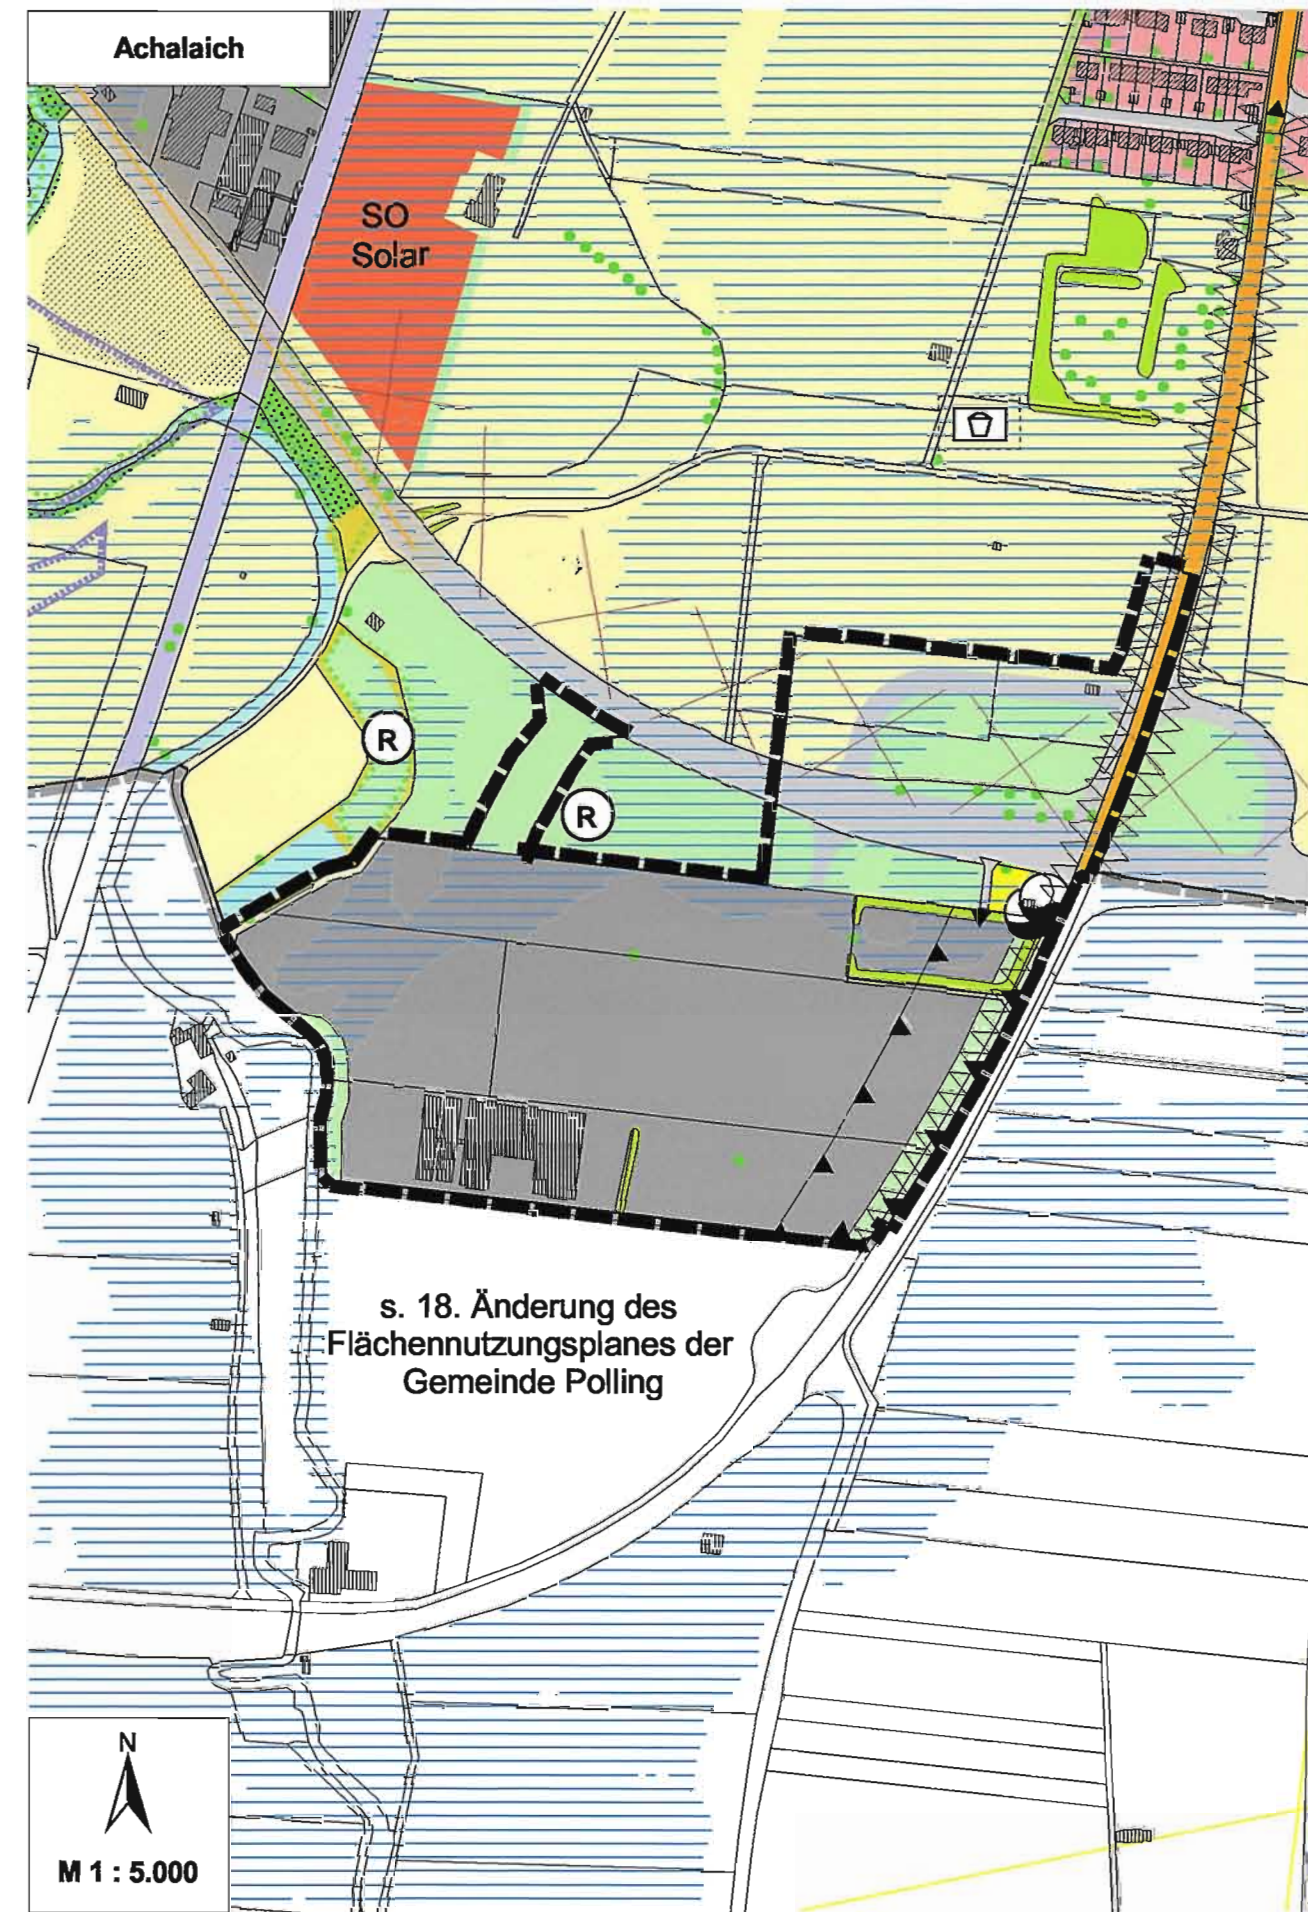 Achalaich
SO
Solar
R
R
s. 18. Änderung des
Flächennutzungsplanes der
Gemeinde Polling
N
M 1 : 5.000